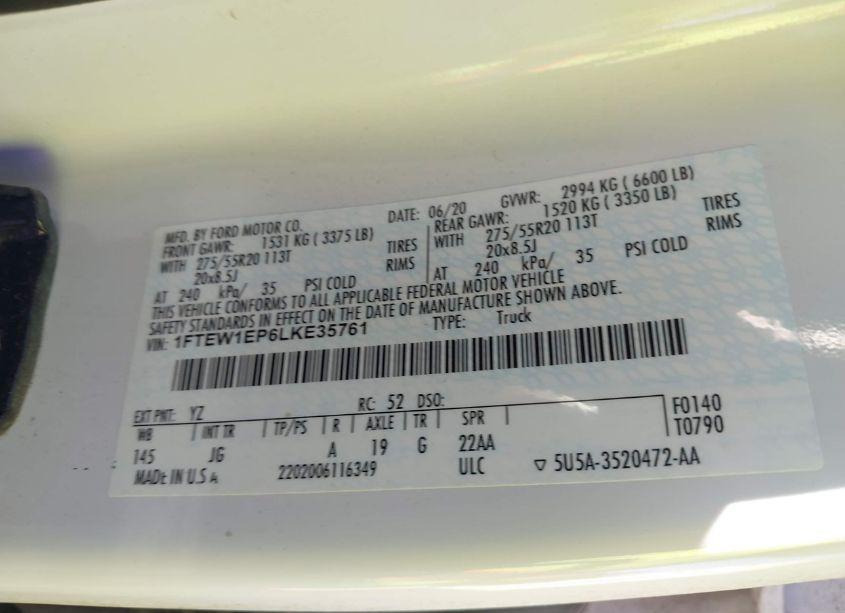 MFD. BY FORD MOTOR CO. DATE: 06/20 GVWR: 2994 KG ( 6600 LB)
FRONT GAWR: 1531 KG ( 3375 LB) REAR GAWR: 1520 KG ( 3350 LB)
WITH 275/55R20 113T TIRES WITH 275/55R20 113T TIRES
20x8.5J RIMS 20x8.5J RIMS
AT 240 kPa/ 35 PSI COLD AT 240 kPa/ 35 PSI COLD
THIS VEHICLE CONFORMS TO ALL APPLICABLE FEDERAL MOTOR VEHICLE
SAFETY STANDARDS IN EFFECT ON THE DATE OF MANUFACTURE SHOWN ABOVE.
VIN: 1FTEW1EP6LKE35761 TYPE: Truck
EXT PNT: YZ RC: 52 DSO: F0140
WB INT TR TP/PS R AXLE TR SPR T0790
145 JG A 19 G 22AA
MADE IN U.S.A 2202006116349 ULC ▽ 5U5A-3520472-AA